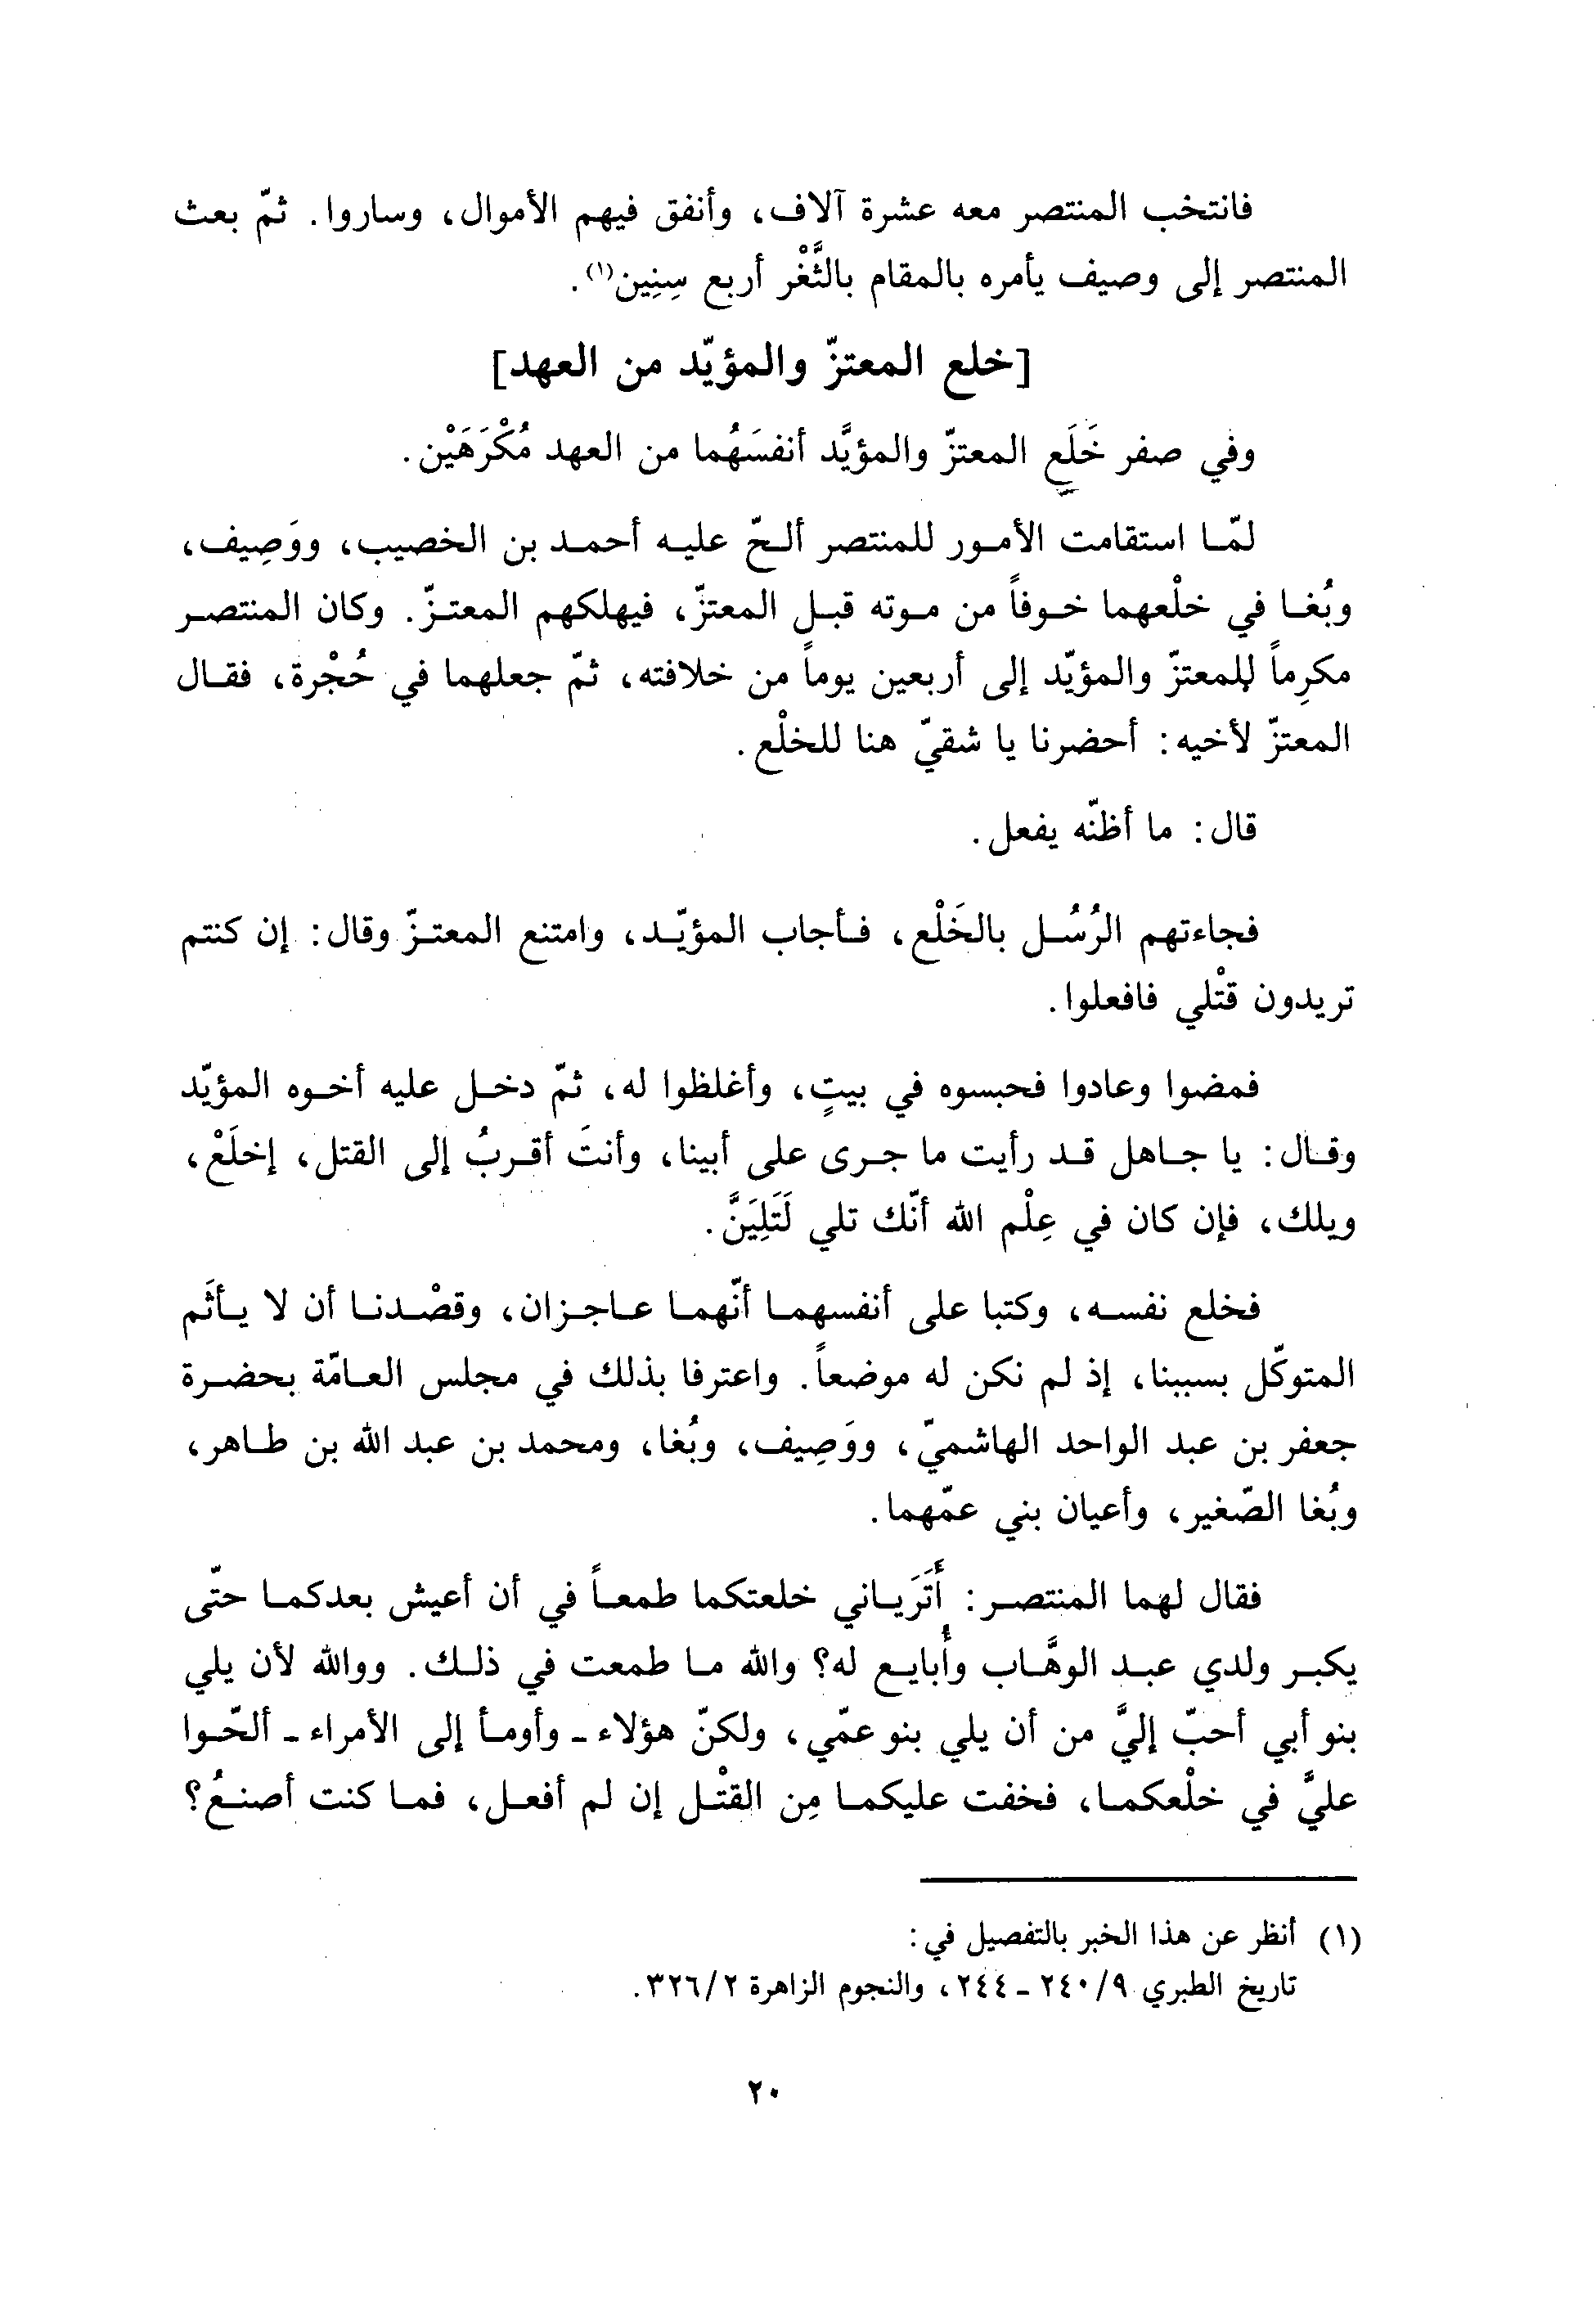 فانتخب المنتصر معه عشرة آلاف، وأنفق فيهم الأموال، وساروا. ثمّ بعث
المنتصر إلى وصيف يأمره بالمقام بالثَّغْر أربع سِنِين(١).
[خلع المعتزّ والمؤيّد من العهد]
وفي صفر خَلَع المعتزّ والمؤيَّد أنفسَهُما من العهد مُكْرَهَيْن.
لمّا استقامت الأمور للمنتصر ألحّ عليه أحمد بن الخصيب، ووَصِيف،
وبُغا في خلْعهما خوفاً من موته قبل المعتزّ، فيهلكهم المعتزّ. وكان المنتصر
مكرِماً للمعتزّ والمؤيّد إلى أربعين يوماً من خلافته، ثمّ جعلهما في حُجْرة، فقال
المعتزّ لأخيه: أحضرنا يا شقيّ هنا للخلْع.
قال: ما أظنّه يفعل.
فجاءتهم الرُسُل بالخَلْع، فأجاب المؤيّد، وامتنع المعتزّ وقال: إن كنتم
تريدون قتْلي فافعلوا.
فمضوا وعادوا فحبسوه في بيتٍ، وأغلظوا له، ثمّ دخل عليه أخوه المؤيّد
وقال: يا جاهل قد رأيت ما جرى على أبينا، وأنتَ أقربُ إلى القتل، إخلَعْ،
ويلك، فإن كان في عِلْم الله أنّك تلي لَتَلِيَنَّ.
فخلع نفسه، وكتبا على أنفسهما أنّهما عاجزان، وقصْدنا أن لا يأثَم
المتوكّل بسببنا، إذ لم نكن له موضعاً. واعترفا بذلك في مجلس العامّة بحضرة
جعفر بن عبد الواحد الهاشميّ، ووَصِيف، وبُغا، ومحمد بن عبد الله بن طاهر،
وبُغا الصّغير، وأعيان بني عمّهما.
فقال لهما المنتصر: أَتَرَياني خلعتكما طمعاً في أن أعيش بعدكما حتّى
يكبر ولدي عبد الوهَّاب وأُبايع له؟ والله ما طمعت في ذلك. ووالله لأن يلي
بنو أبي أحبّ إليَّ من أن يلي بنو عمّي، ولكنّ هؤلاء ـ وأومأ إلى الأمراء ـ ألحّوا
عليَّ في خلْعكما، فخفت عليكما مِن القتْل إن لم أفعل، فما كنت أصنعُ؟
(١) أنظر عن هذا الخبر بالتفصيل في:
تاريخ الطبري ٩/ ٢٤٠ ـ ٢٤٤، والنجوم الزاهرة ٢/ ٣٢٦.
٢٠